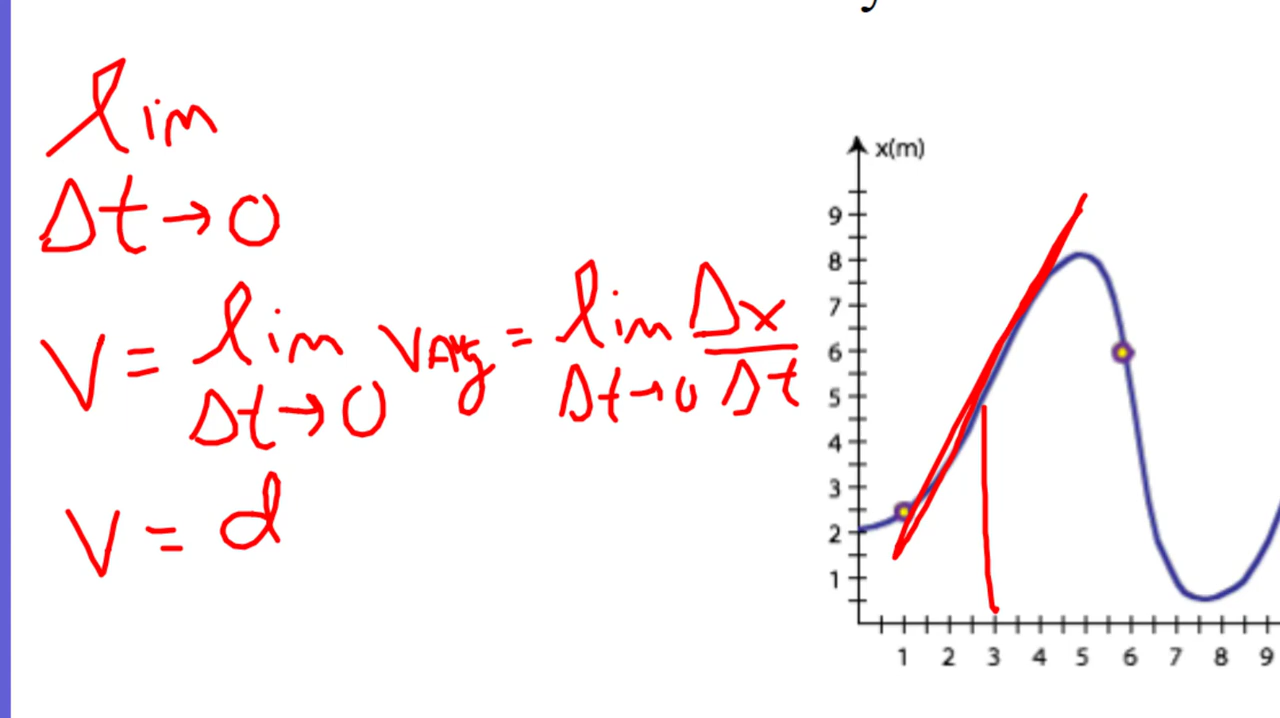 lim
Δt→0
V = lim VAvg = lim Δx
Δt→0 Δt→0 Δt
V = d
x(m)
9
8
7
6
5
4
3
2
1
1 2 3 4 5 6 7 8 9